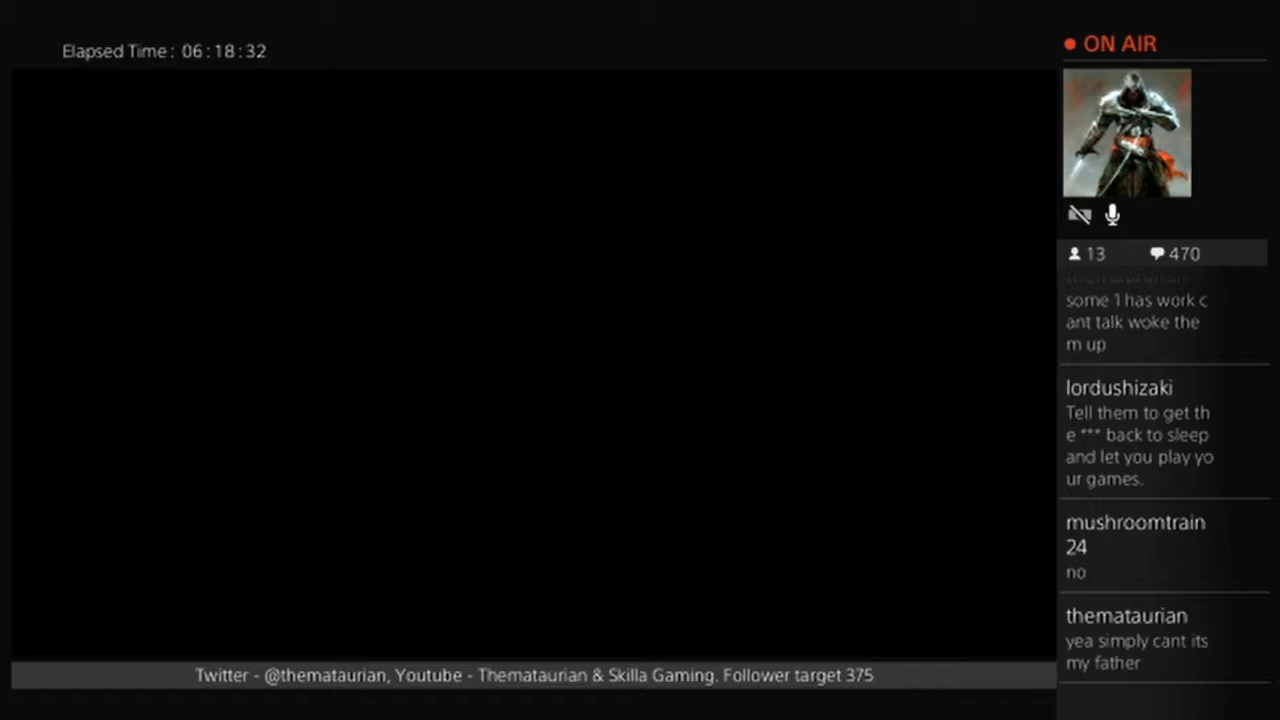 Elapsed Time : 06 : 18 : 32
ON AIR
13 470
some 1 has work c
ant talk woke the
m up
lordushizaki
Tell them to get th
e *** back to sleep
and let you play yo
ur games.
mushroomtrain
24
no
themataurian
yea simply cant its
my father
Twitter - @themataurian, Youtube - Themataurian & Skilla Gaming. Follower target 375